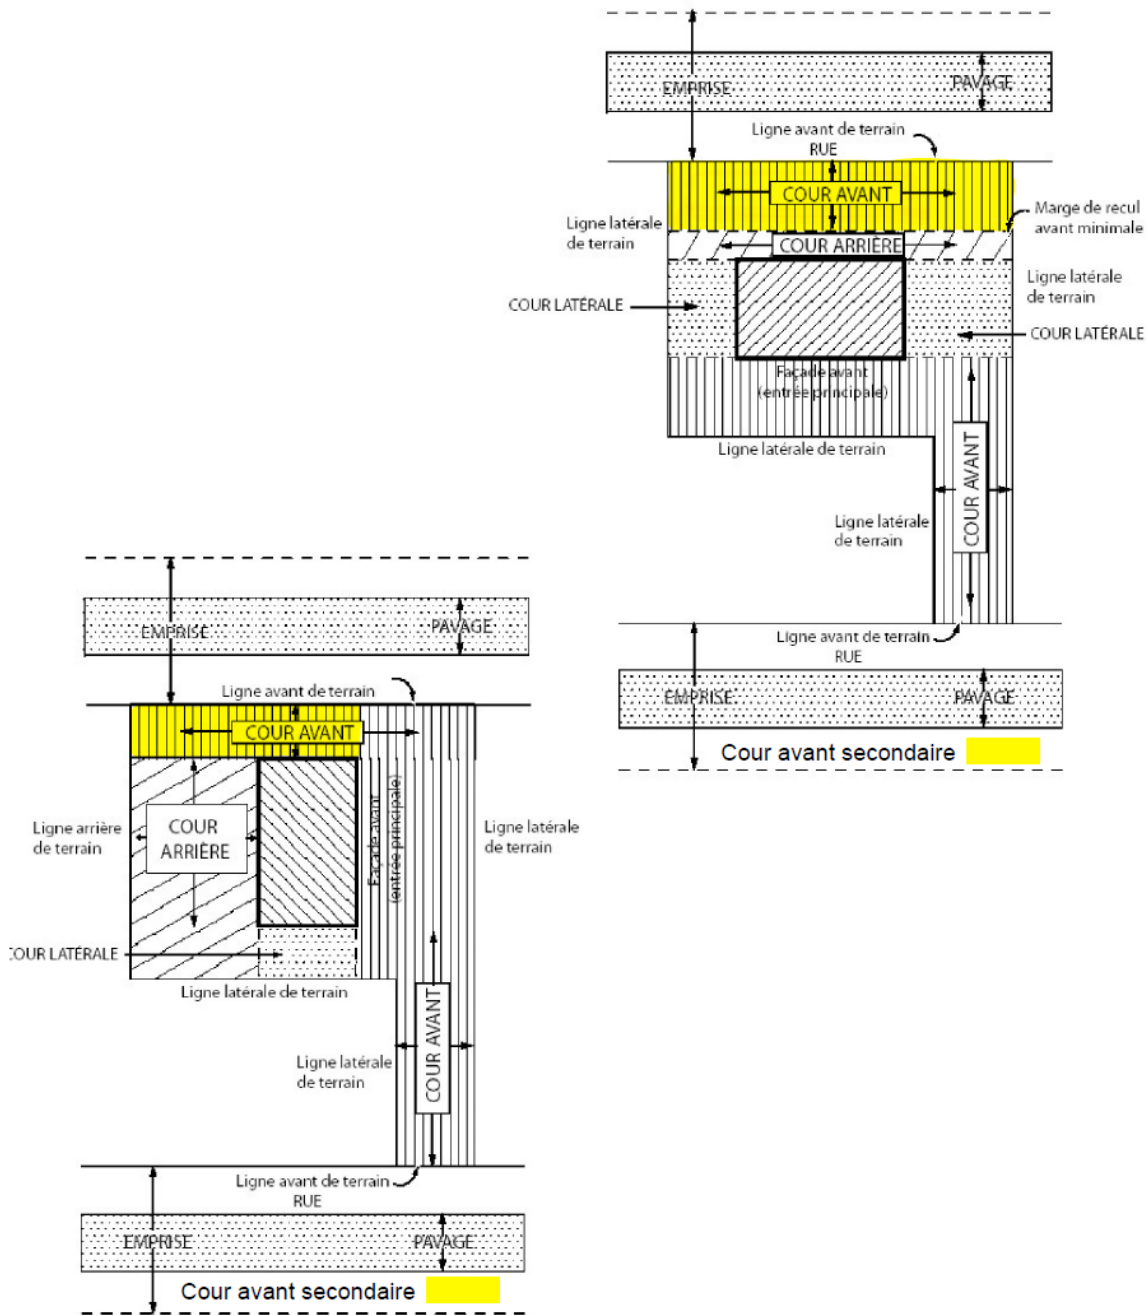 EMPRISE
PAVAGE
Ligne avant de terrain
RUE
COUR AVANT
Ligne latérale
de terrain
Marge de recul
avant minimale
COUR ARRIÈRE
Ligne latérale
de terrain
COUR LATÉRALE
COUR LATÉRALE
Façade avant
(entrée principale)
Ligne latérale de terrain
COUR AVANT
Ligne latérale
de terrain
Ligne avant de terrain
RUE
EMPRISE
PAVAGE
Cour avant secondaire
EMPRISE
PAVAGE
Ligne avant de terrain
COUR AVANT
Façade avant
(entrée principale)
Ligne arrière
de terrain
COUR
ARRIÈRE
Ligne latérale
de terrain
COUR LATÉRALE
Ligne latérale de terrain
COUR AVANT
Ligne latérale
de terrain
Ligne avant de terrain
RUE
EMPRISE
PAVAGE
Cour avant secondaire